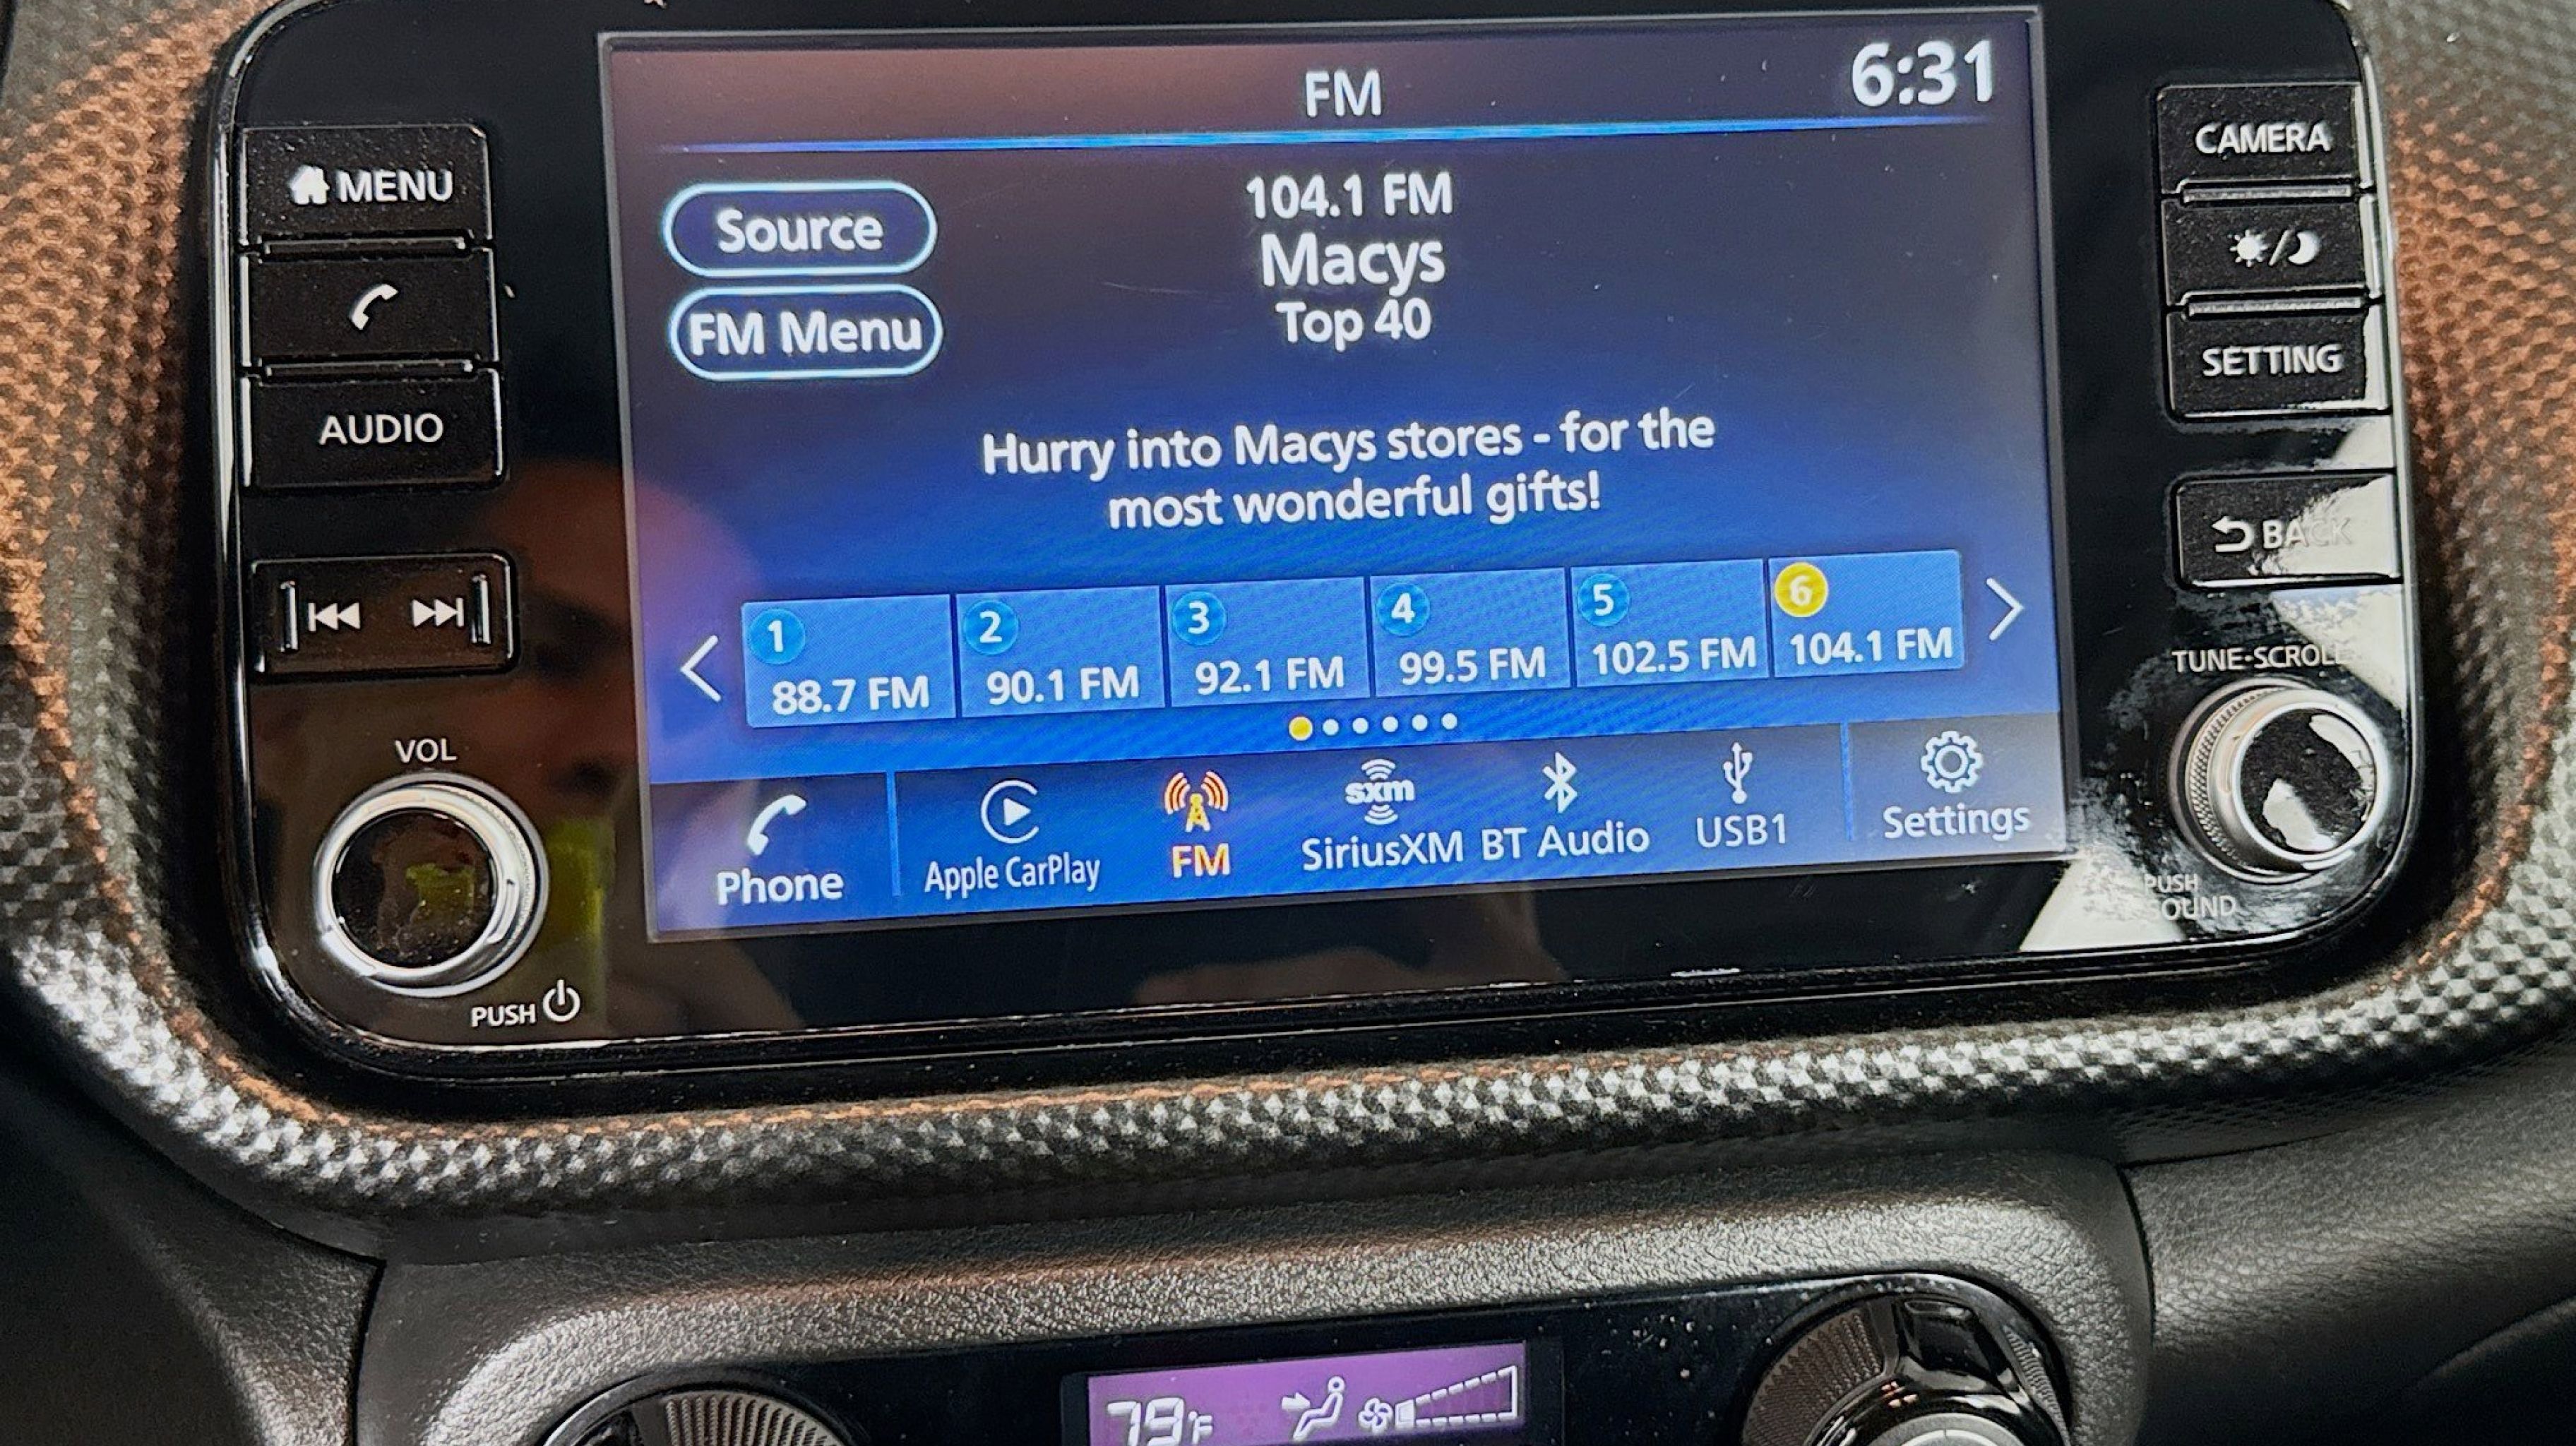 FM
6:31
MENU
AUDIO
VOL
PUSH
Source
FM Menu
104.1 FM
Macys
Top 40
Hurry into Macys stores - for the
most wonderful gifts!
1
88.7 FM
2
90.1 FM
3
92.1 FM
4
99.5 FM
5
102.5 FM
6
104.1 FM
Phone
Apple CarPlay
FM
sxm
SiriusXM
BT Audio
USB1
Settings
CAMERA
SETTING
BACK
TUNE•SCROLL
PUSH
SOUND
79°F